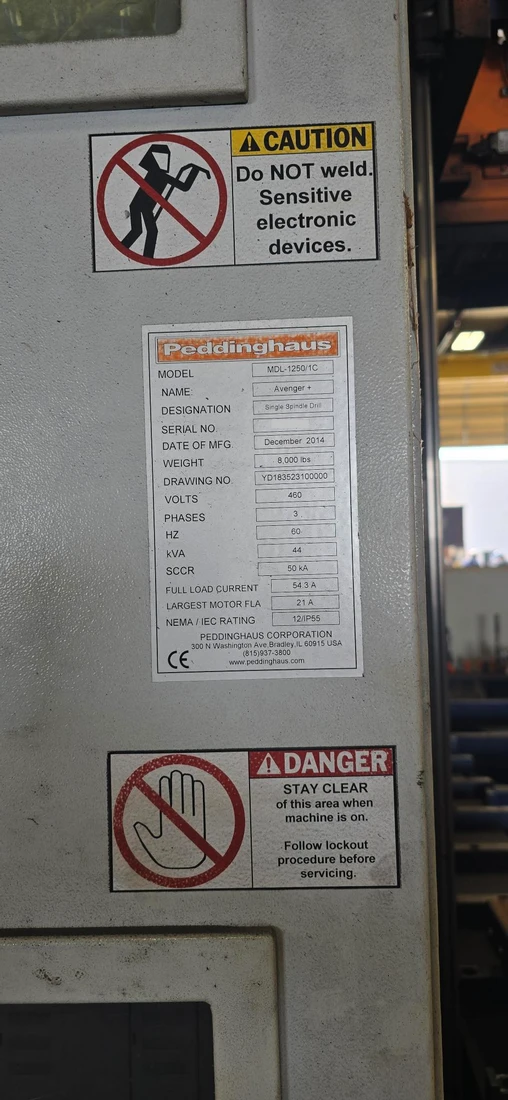 CAUTION
Do NOT weld.
Sensitive
electronic
devices.
Peddinghaus
MODEL MDL-1250/1C
NAME: Avenger +
DESIGNATION Single Spindle Drill
SERIAL NO.
DATE OF MFG. December 2014
WEIGHT 8,000 lbs
DRAWING NO. YD183523100000
VOLTS 460
PHASES 3
HZ 60
kVA 44
SCCR 50 kA
FULL LOAD CURRENT 54.3 A
LARGEST MOTOR FLA 21 A
NEMA / IEC RATING 12/IP55
PEDDINGHAUS CORPORATION
300 N Washington Ave,Bradley,IL 60915 USA
(815)937-3800
CE www.peddinghaus.com
DANGER
STAY CLEAR
of this area when
machine is on.
Follow lockout
procedure before
servicing.